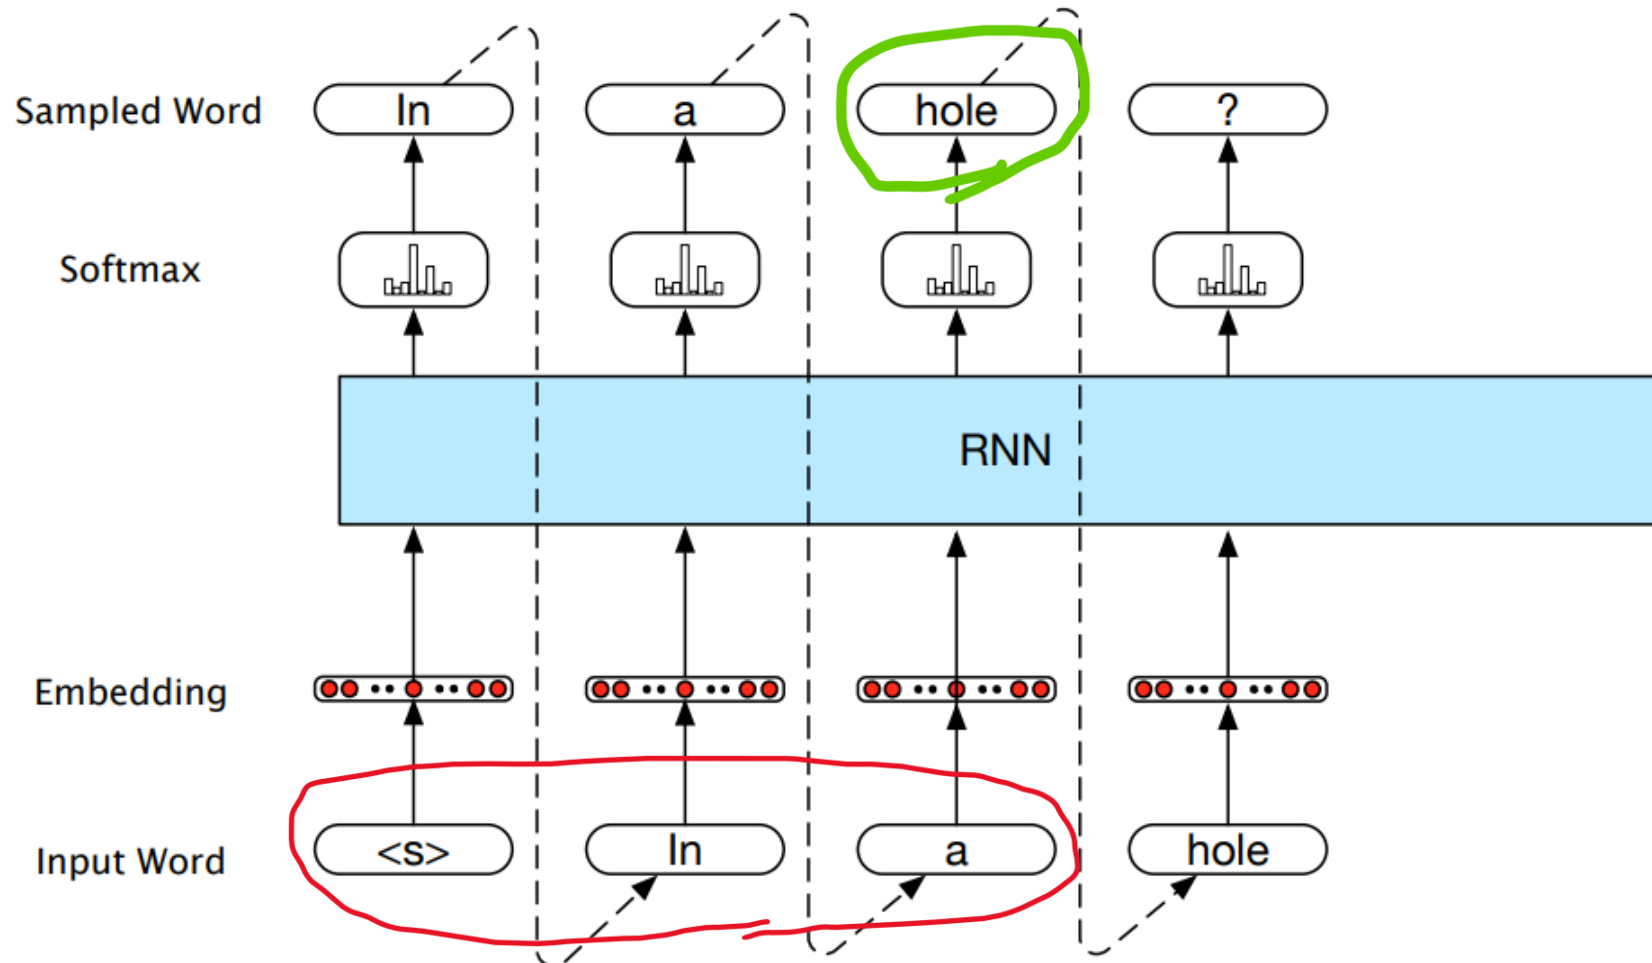 Sampled Word In a hole ?
Softmax
RNN
Embedding
Input Word <s> In a hole